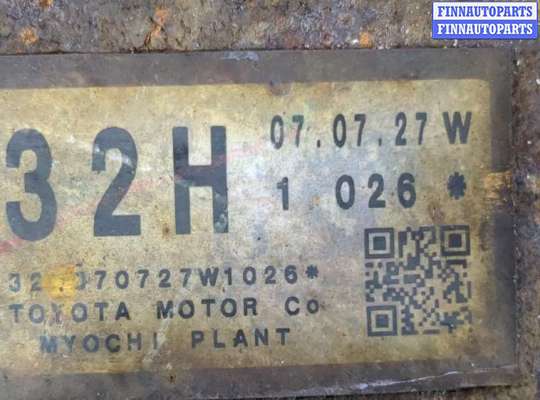 FINNAUTOPARTS
FINNAUTOPARTS
32H 07.07.27 W
1 026 *
070727W1026*
TOYOTA MOTOR Co
MYOCHI PLANT